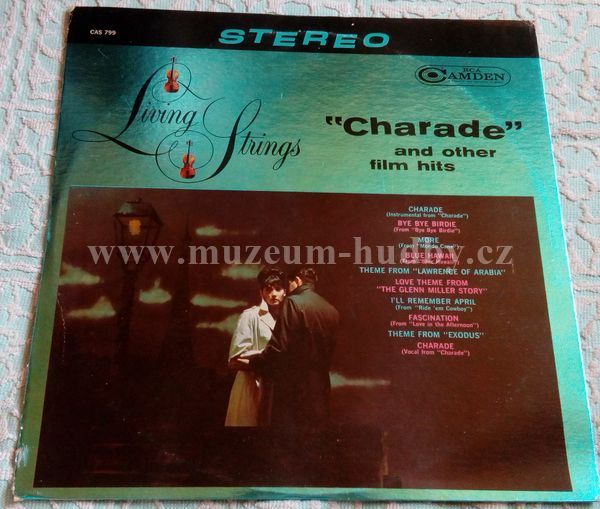 CAS 799
STEREO
RCA
CAMDEN
Living
Strings
"Charade"
and other
film hits
CHARADE
(Instrumental from "Charade")
BYE BYE BIRDIE
(From "Bye Bye Birdie")
MORE
(From "Mondo Cane")
BLUE HAWAII
THEME FROM "LAWRENCE OF ARABIA"
LOVE THEME FROM
"THE GLENN MILLER STORY"
I'LL REMEMBER APRIL
(From "Ride 'em Cowboy")
FASCINATION
(From "Love in the Afternoon")
THEME FROM "EXODUS"
CHARADE
(Vocal from "Charade")
www.muzeum-hudby.cz